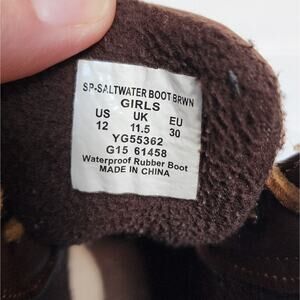 SP-SALTWATER BOOT BRWN
GIRLS
US UK EU
12 11.5 30
YG55362
G15 61458
Waterproof Rubber Boot
MADE IN CHINA